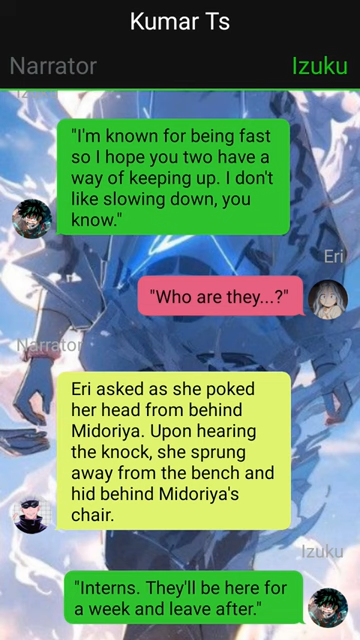 Kumar Ts
Narrator
Izuku
"I'm known for being fast
so I hope you two have a
way of keeping up. I don't
like slowing down, you
know."
Eri
"Who are they...?"
Narrator
Eri asked as she poked
her head from behind
Midoriya. Upon hearing
the knock, she sprung
away from the bench and
hid behind Midoriya's
chair.
Izuku
"Interns. They'll be here for
a week and leave after."